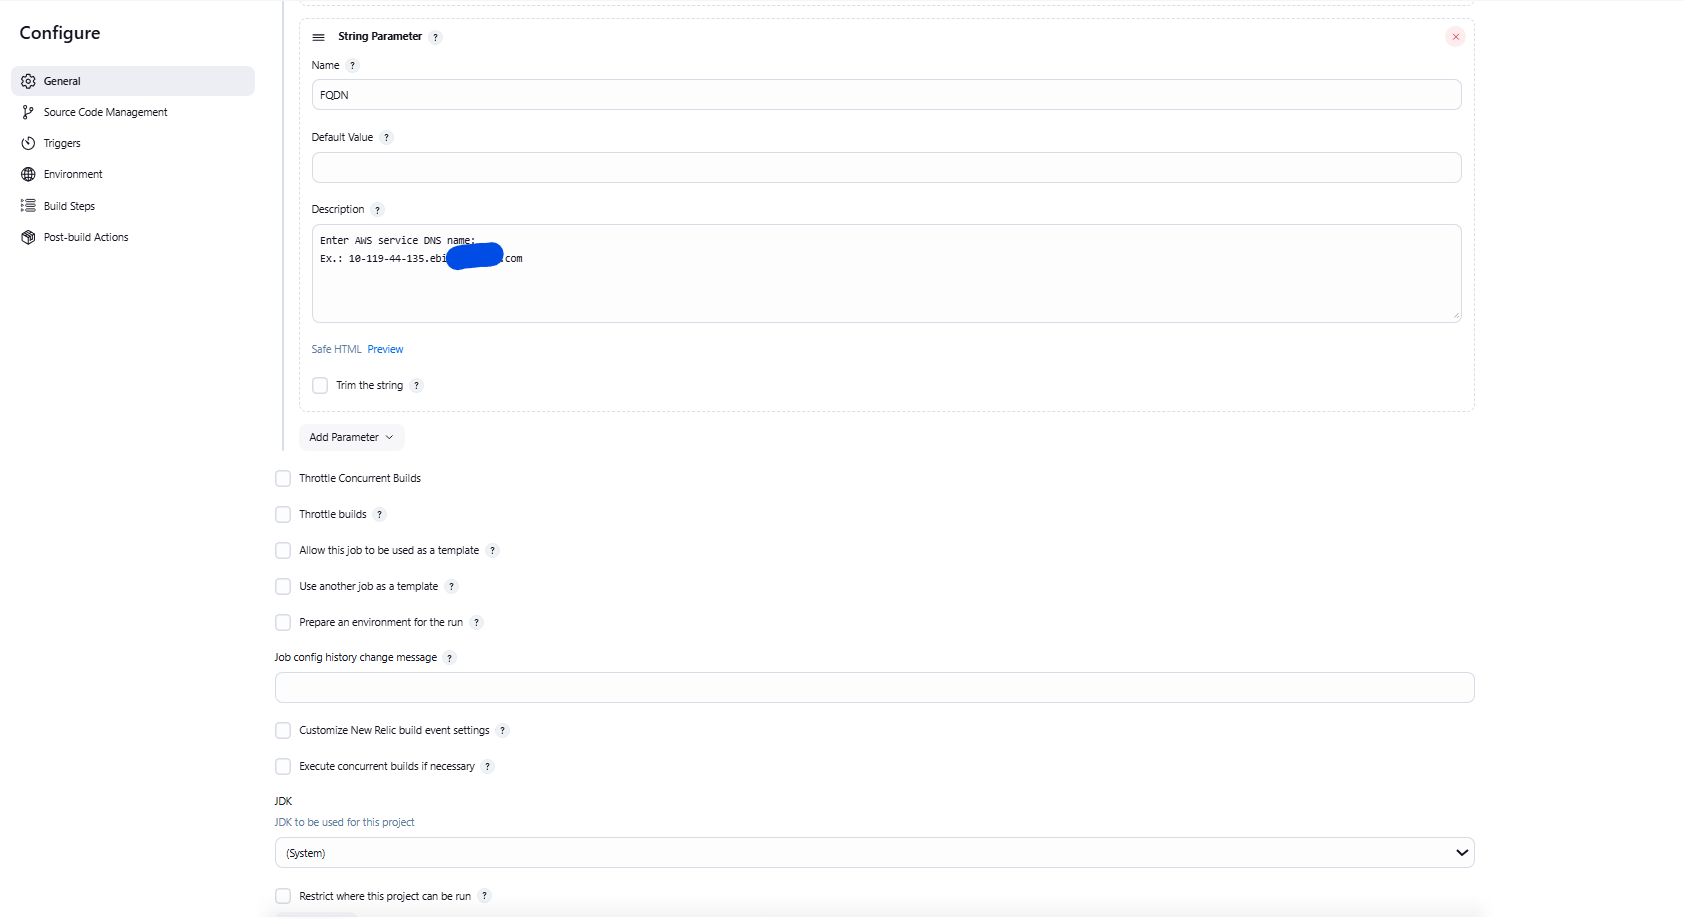 Configure
General
Source Code Management
Triggers
Environment
Build Steps
Post-build Actions
String Parameter ?
Name ?
FQDN
Default Value ?
Description ?
Enter AWS service DNS name:
Ex.: 10-119-44-135.ebi .com
Safe HTML Preview
Trim the string ?
Add Parameter
Throttle Concurrent Builds
Throttle builds ?
Allow this job to be used as a template ?
Use another job as a template ?
Prepare an environment for the run ?
Job config history change message ?
Customize New Relic build event settings ?
Execute concurrent builds if necessary ?
JDK
JDK to be used for this project
(System)
Restrict where this project can be run ?